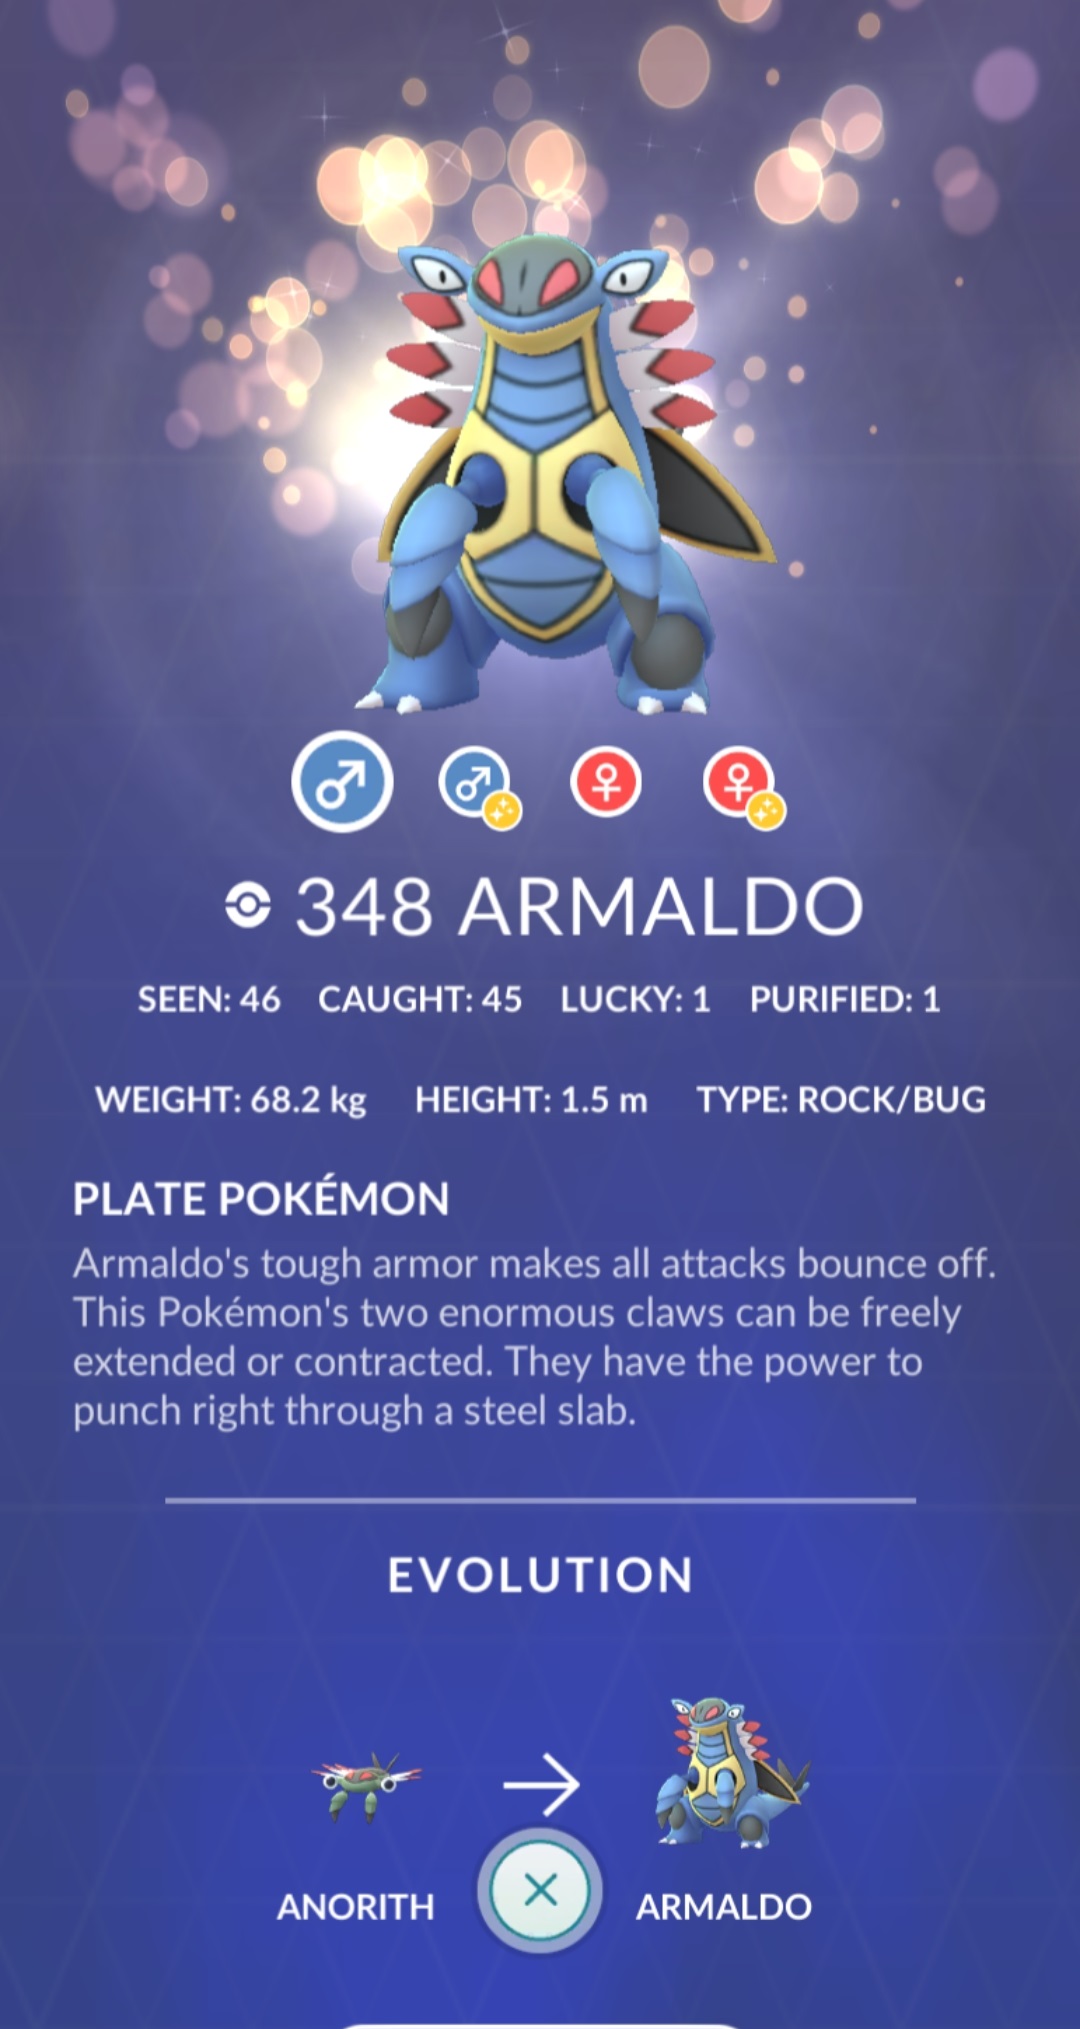 348 ARMALDO
SEEN: 46 CAUGHT: 45 LUCKY: 1 PURIFIED: 1
WEIGHT: 68.2 kg HEIGHT: 1.5 m TYPE: ROCK/BUG
PLATE POKÉMON
Armaldo's tough armor makes all attacks bounce off.
This Pokémon's two enormous claws can be freely
extended or contracted. They have the power to
punch right through a steel slab.
EVOLUTION
ANORITH ARMALDO